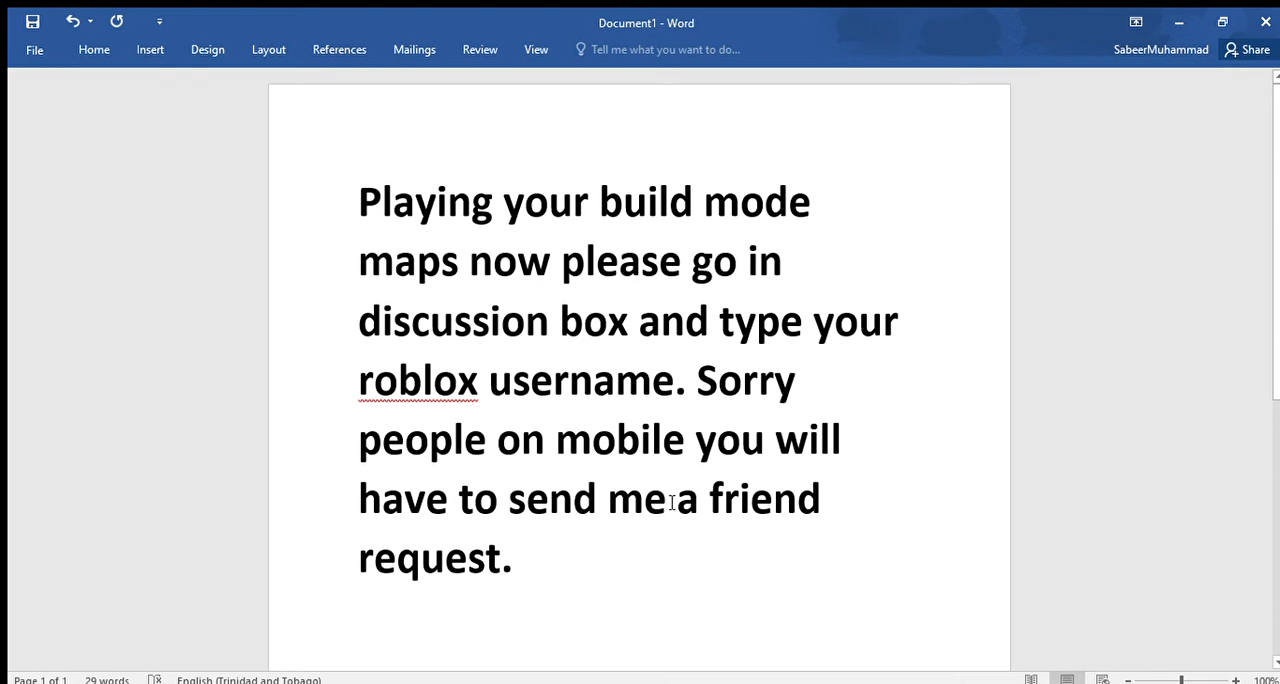 Document1 - Word
File Home Insert Design Layout References Mailings Review View Tell me what you want to do... SabeerMuhammad Share
Playing your build mode
maps now please go in
discussion box and type your
roblox username. Sorry
people on mobile you will
have to send me a friend
request.
Page 1 of 1 29 words English (Trinidad and Tobago) 100%